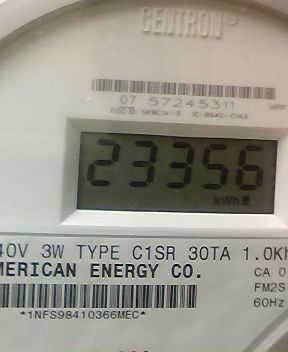 CENTRON®
07 57245311
23356
kWh
40V 3W TYPE C1SR 30TA 1.0Kh
MERICAN ENERGY CO.
CA 0
FM2S
60Hz
*1NFS98410366MEC*